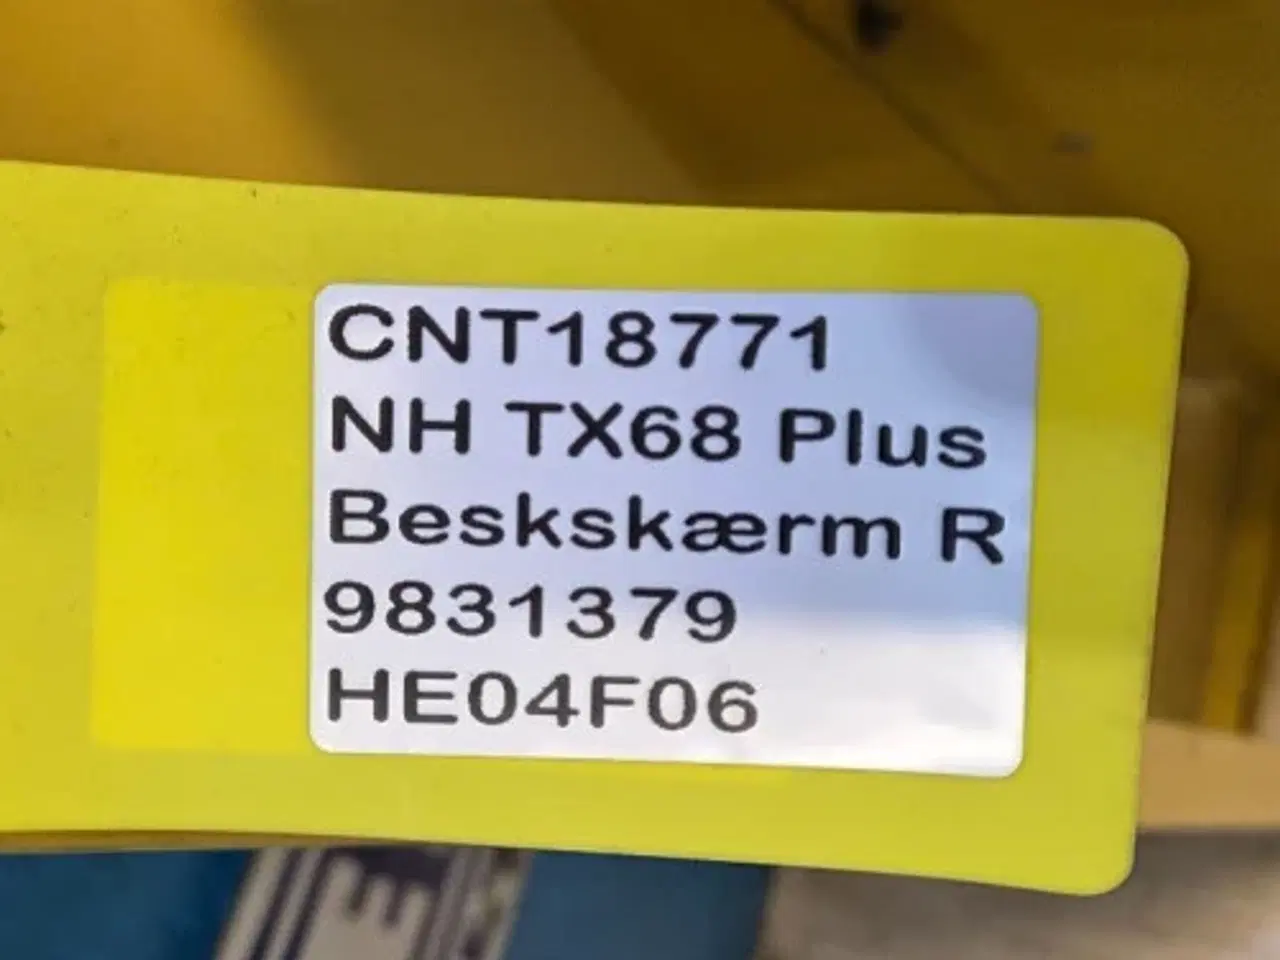 CNT18771
NH TX68 Plus
Beskskærm R
9831379
HE04F06